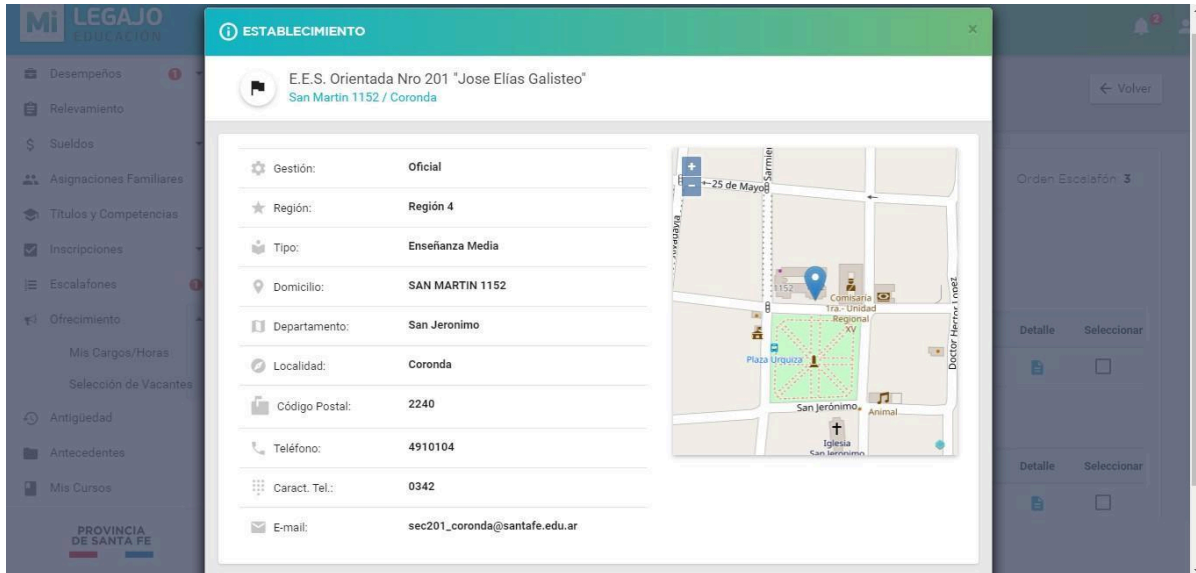 Mi LEGAJO
EDUCACIÓN
2
Desempeños 1
Relevamiento
Sueldos
Asignaciones Familiares
Títulos y Competencias
Inscripciones
Escalafones
Ofrecimiento
Mis Cargos/Horas
Selección de Vacantes
Antigüedad
Antecedentes
Mis Cursos
PROVINCIA
DE SANTA FE
ESTABLECIMIENTO
×
E.E.S. Orientada Nro 201 "Jose Elías Galisteo"
San Martin 1152 / Coronda
Gestión: Oficial
Región: Región 4
Tipo: Enseñanza Media
Domicilio: SAN MARTIN 1152
Departamento: San Jeronimo
Localidad: Coronda
Código Postal: 2240
Teléfono: 4910104
Caract. Tel.: 0342
E-mail: sec201_coronda@santafe.edu.ar
+
−
25 de Mayo
1152
Comisaria
1ra.- Unidad
Regional
XV
Doctor Hector Lopez
Plaza Urquiza
San Jerónimo
Animal
Iglesia
San Jeronimo
← Volver
Orden Escalafón 3
Detalle Seleccionar
Detalle Seleccionar